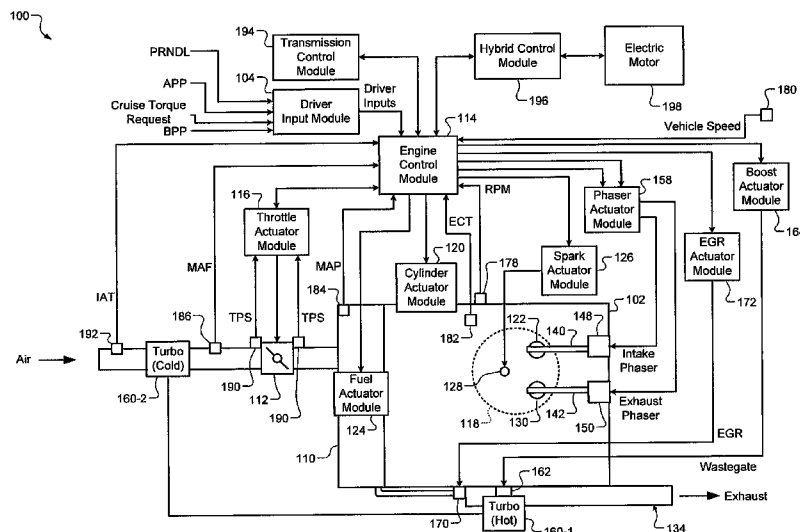 100
194
Transmission
Control
Module
Hybrid Control
Module
196
Electric
Motor
198
PRNDL
APP
Cruise Torque
Request
BPP
104
Driver
Input Module
Driver
Inputs
114
Engine
Control
Module
180
Vehicle Speed
RPM
158
Phaser
Actuator
Module
Boost
Actuator
Module
164
116
Throttle
Actuator
Module
MAP
ECT
120
Cylinder
Actuator
Module
178
Spark
Actuator
Module
126
EGR
Actuator
Module
172
IAT
MAF
TPS
TPS
184
182
102
192
186
122
140
148
Air
Turbo
(Cold)
160-2
190
112
190
Fuel
Actuator
Module
124
128
118
130
142
150
Intake
Phaser
Exhaust
Phaser
110
EGR
Wastegate
162
170
Turbo
(Hot)
160-1
134
Exhaust